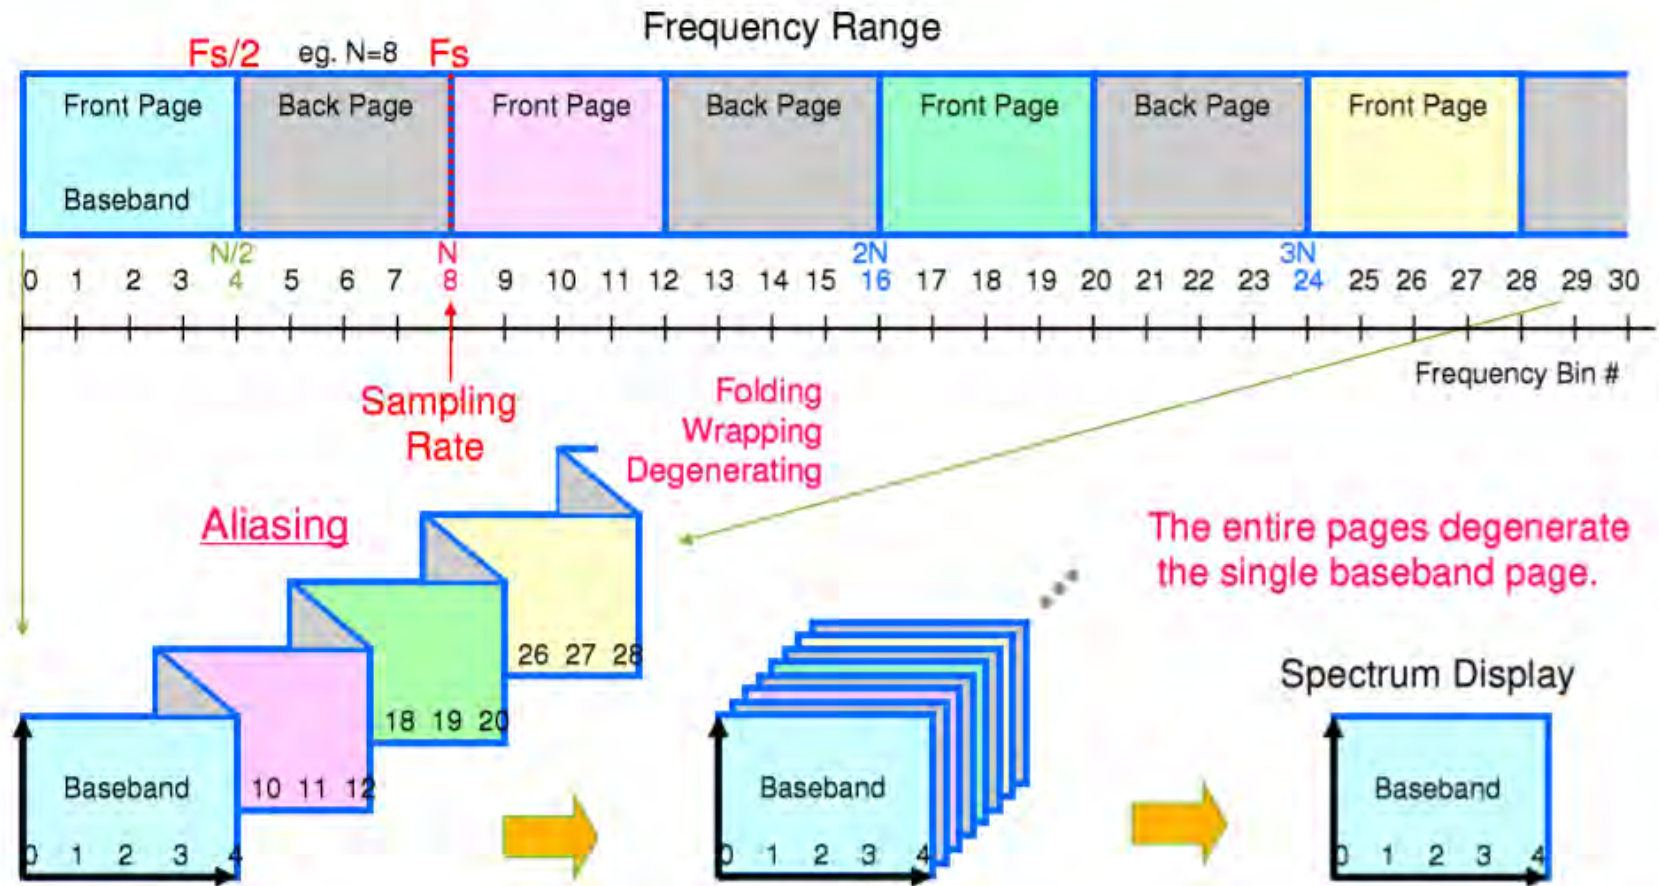 Frequency Range
Fs/2 eg. N=8 Fs
Front Page Back Page Front Page Back Page Front Page Back Page Front Page
Baseband
N/2 N 2N 3N
0 1 2 3 4 5 6 7 8 9 10 11 12 13 14 15 16 17 18 19 20 21 22 23 24 25 26 27 28 29 30
Frequency Bin #
Sampling
Rate
Folding
Wrapping
Degenerating
Aliasing
The entire pages degenerate
the single baseband page.
26 27 28
18 19 20
10 11 12
Baseband
0 1 2 3 4
Baseband
0 1 2 3 4
Spectrum Display
Baseband
0 1 2 3 4